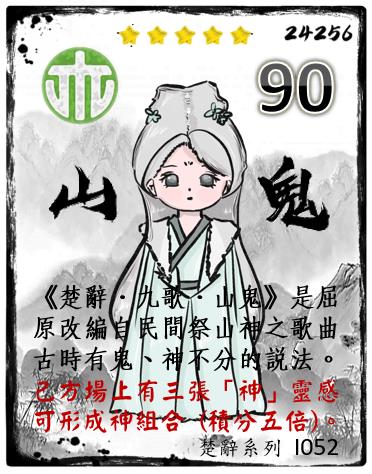 24256
木
90
山鬼
《楚辭·九歌·山鬼》是屈
原改編自民間祭山神之歌曲
古時有鬼、神不分的説法。
己方場上有三張「神」靈感
可形成神組合(積分五倍)。
楚辭系列 1052